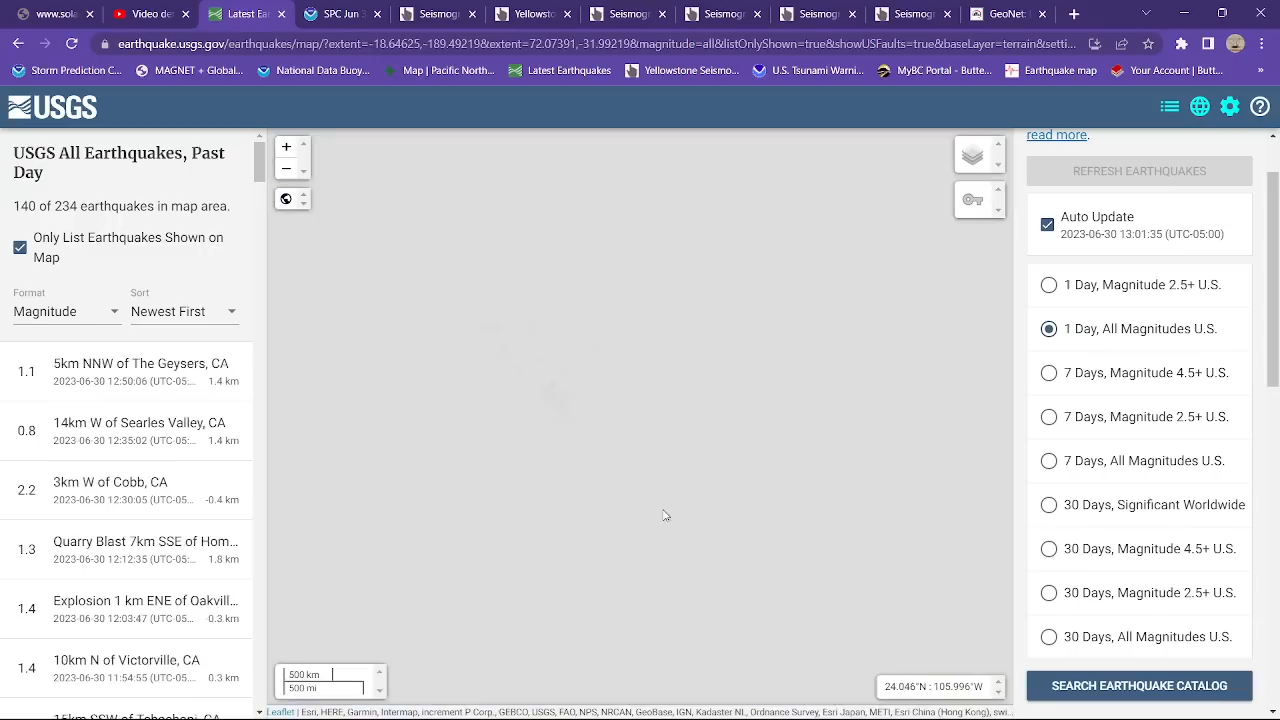 www.sola
Video de
Latest Ea
SPC Jun 3
Seismogr
Yellowsto
Seismogr
Seismogr
Seismogr
Seismogr
GeoNet:
earthquake.usgs.gov/earthquakes/map/?extent=-18.64625,-189.49219&extent=72.07391,-31.99219&magnitude=all&listOnlyShown=true&showUSFaults=true&baseLayer=terrain&setti...
Storm Prediction C...
MAGNET + Global...
National Data Buoy...
Map | Pacific North...
Latest Earthquakes
Yellowstone Seismo...
U.S. Tsunami Warni...
MyBC Portal - Butte...
Earthquake map
Your Account | Butt...
»
USGS
USGS All Earthquakes, Past
Day
140 of 234 earthquakes in map area.
Only List Earthquakes Shown on
Map
Format
Sort
Magnitude
Newest First
1.1
5km NNW of The Geysers, CA
2023-06-30 12:50:06 (UTC-05:... 1.4 km
0.8
14km W of Searles Valley, CA
2023-06-30 12:35:02 (UTC-05:... 1.4 km
2.2
3km W of Cobb, CA
2023-06-30 12:30:05 (UTC-05... -0.4 km
1.3
Quarry Blast 7km SSE of Hom...
2023-06-30 12:12:35 (UTC-05:... 1.8 km
1.4
Explosion 1 km ENE of Oakvill...
2023-06-30 12:03:47 (UTC-05... -0.3 km
1.4
10km N of Victorville, CA
2023-06-30 11:54:55 (UTC-05:... 0.3 km
15km SSW of Tehachapi, CA
+
−
500 km
500 mi
24.046°N : 105.996°W
Leaflet | Esri, HERE, Garmin, Intermap, increment P Corp., GEBCO, USGS, FAO, NPS, NRCAN, GeoBase, IGN, Kadaster NL, Ordnance Survey, Esri Japan, METI, Esri China (Hong Kong), swi...
read more.
REFRESH EARTHQUAKES
Auto Update
2023-06-30 13:01:35 (UTC-05:00)
1 Day, Magnitude 2.5+ U.S.
1 Day, All Magnitudes U.S.
7 Days, Magnitude 4.5+ U.S.
7 Days, Magnitude 2.5+ U.S.
7 Days, All Magnitudes U.S.
30 Days, Significant Worldwide
30 Days, Magnitude 4.5+ U.S.
30 Days, Magnitude 2.5+ U.S.
30 Days, All Magnitudes U.S.
SEARCH EARTHQUAKE CATALOG